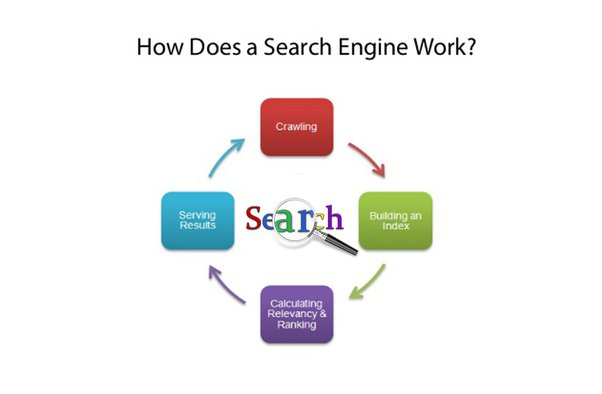 How Does a Search Engine Work?
Crawling
Building an
Index
Calculating
Relevancy &
Ranking
Serving
Results
Search